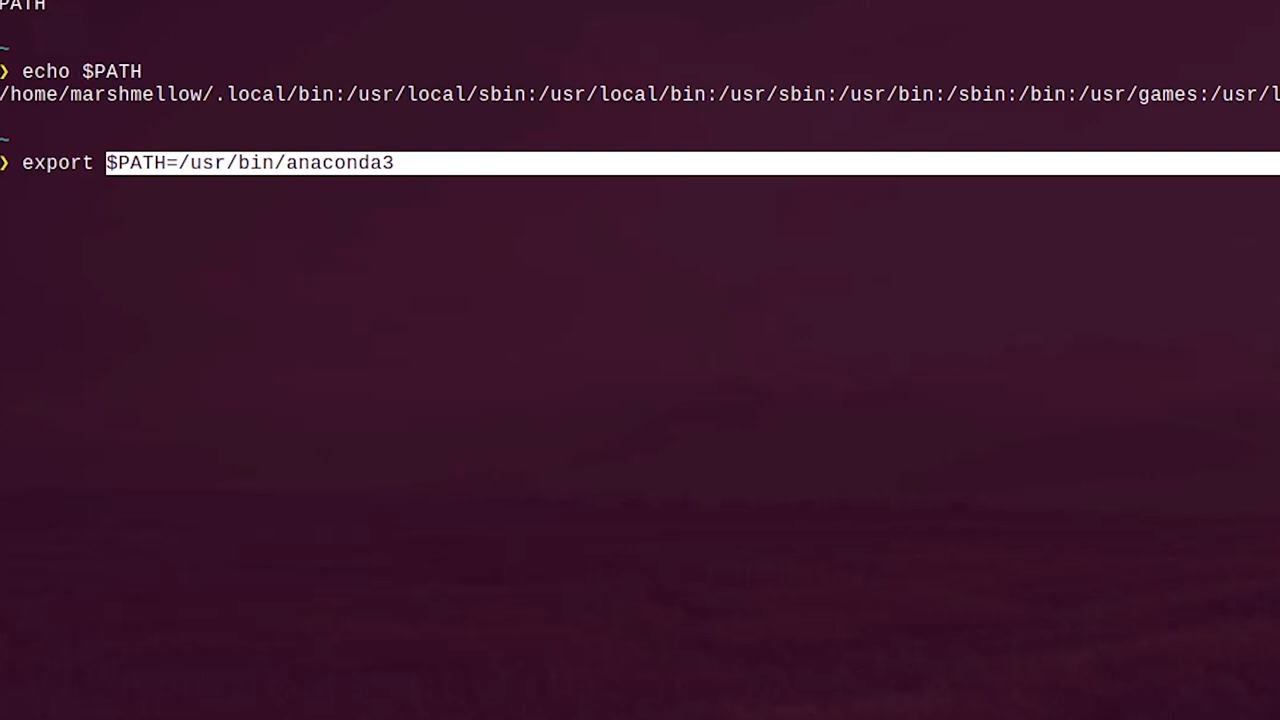 PATH
~
❯ echo $PATH
/home/marshmellow/.local/bin:/usr/local/sbin:/usr/local/bin:/usr/sbin:/usr/bin:/sbin:/bin:/usr/games:/usr/l
~
❯ export $PATH=/usr/bin/anaconda3